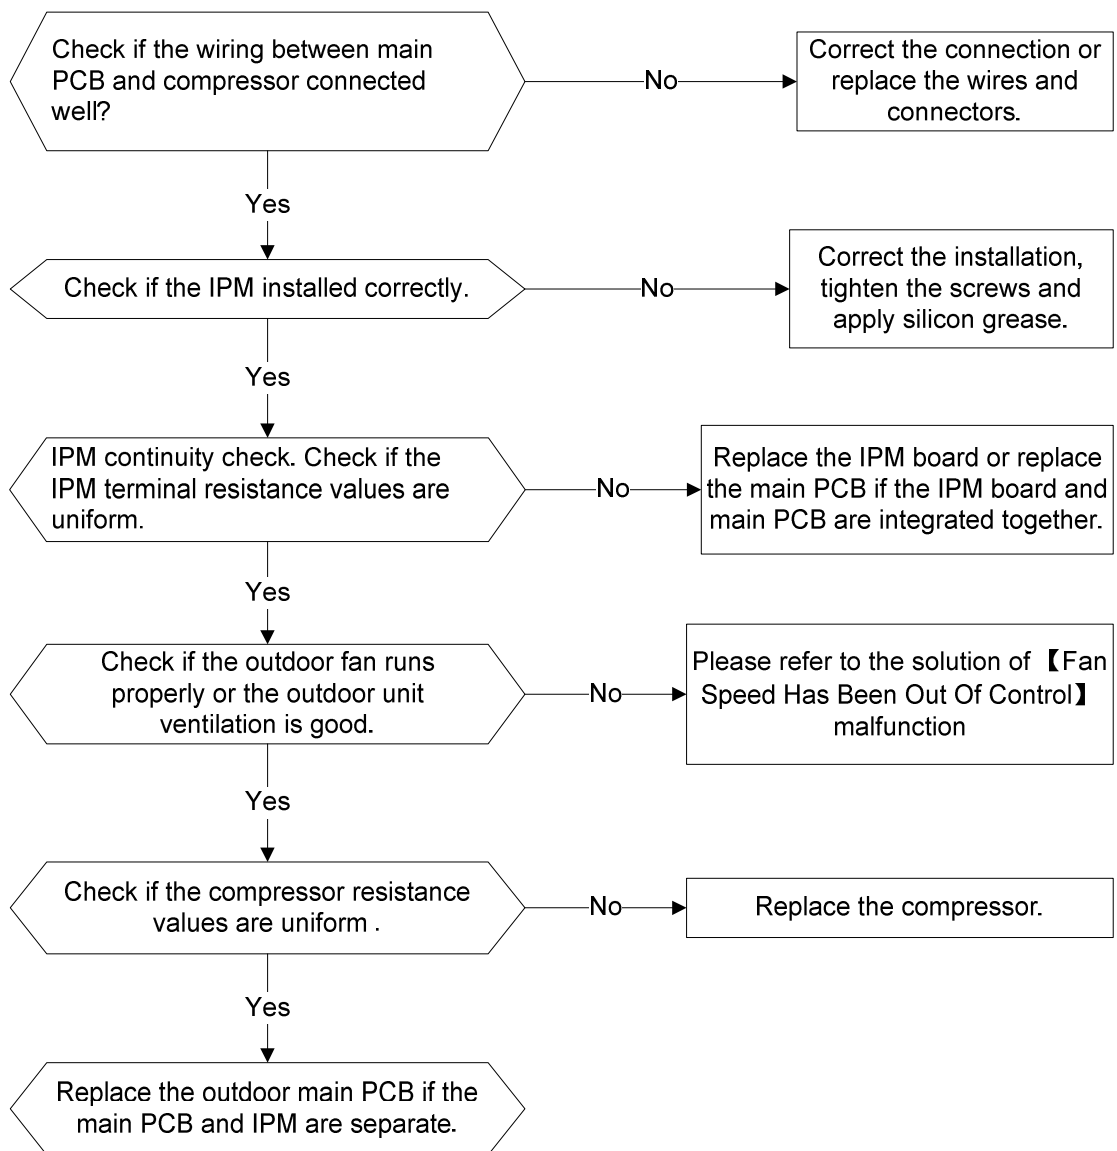 Check if the wiring between main
PCB and compressor connected
well?
No
Correct the connection or
replace the wires and
connectors.
Yes
Check if the IPM installed correctly.
No
Correct the installation,
tighten the screws and
apply silicon grease.
Yes
IPM continuity check. Check if the
IPM terminal resistance values are
uniform.
No
Replace the IPM board or replace
the main PCB if the IPM board and
main PCB are integrated together.
Yes
Check if the outdoor fan runs
properly or the outdoor unit
ventilation is good.
No
Please refer to the solution of【Fan
Speed Has Been Out Of Control】
malfunction
Yes
Check if the compressor resistance
values are uniform .
No
Replace the compressor.
Yes
Replace the outdoor main PCB if the
main PCB and IPM are separate.